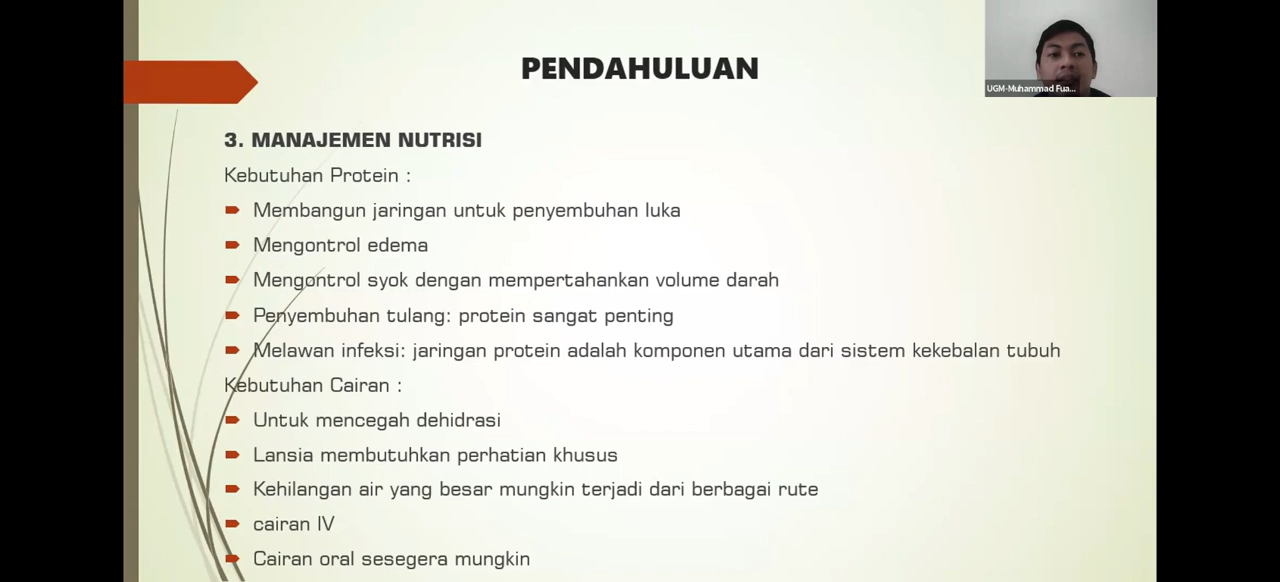 PENDAHULUAN
UGM-Muhammad Fua...
3. MANAJEMEN NUTRISI
Kebutuhan Protein :
Membangun jaringan untuk penyembuhan luka
Mengontrol edema
Mengontrol syok dengan mempertahankan volume darah
Penyembuhan tulang: protein sangat penting
Melawan infeksi: jaringan protein adalah komponen utama dari sistem kekebalan tubuh
Kebutuhan Cairan :
Untuk mencegah dehidrasi
Lansia membutuhkan perhatian khusus
Kehilangan air yang besar mungkin terjadi dari berbagai rute
cairan IV
Cairan oral sesegera mungkin